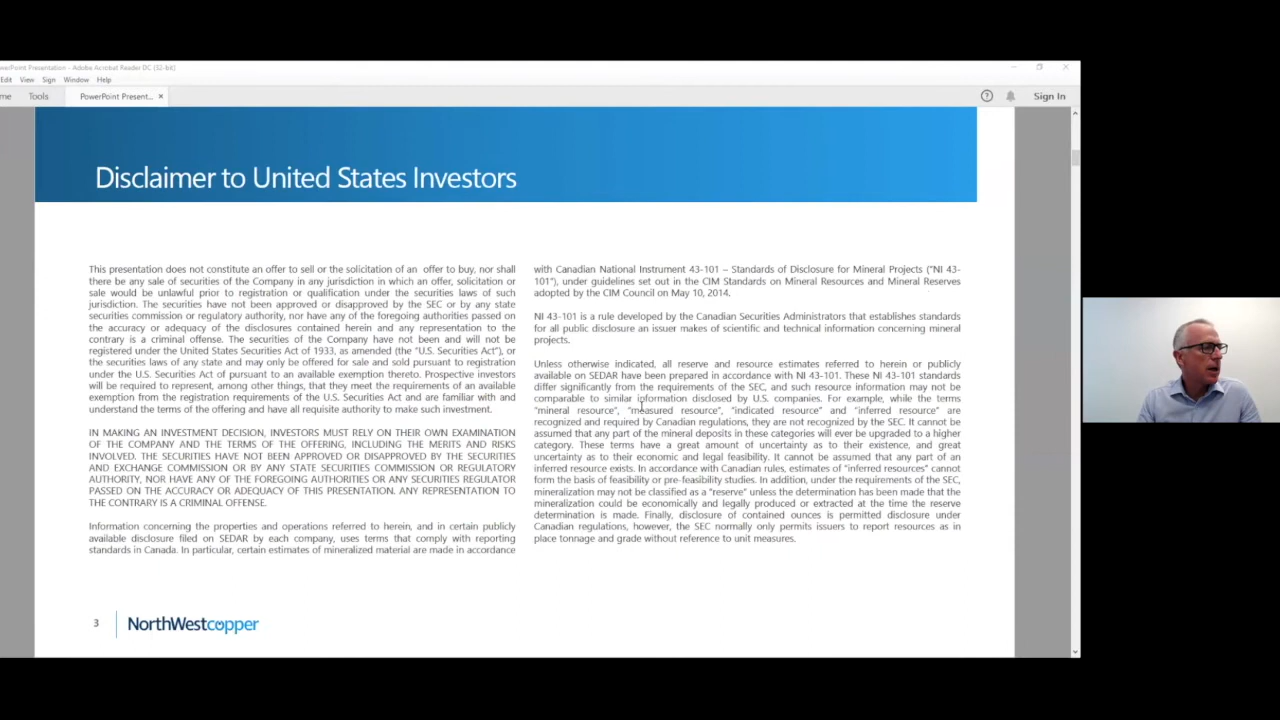 PowerPoint Presentation - Adobe Acrobat Reader DC (32-bit)
Edit View Sign Window Help
me Tools PowerPoint Present... × Sign In
Disclaimer to United States Investors
This presentation does not constitute an offer to sell or the solicitation of an offer to buy, nor shall
there be any sale of securities of the Company in any jurisdiction in which an offer, solicitation or
sale would be unlawful prior to registration or qualification under the securities laws of such
jurisdiction. The securities have not been approved or disapproved by the SEC or by any state
securities commission or regulatory authority, nor have any of the foregoing authorities passed on
the accuracy or adequacy of the disclosures contained herein and any representation to the
contrary is a criminal offense. The securities of the Company have not been and will not be
registered under the United States Securities Act of 1933, as amended (the “U.S. Securities Act”), or
the securities laws of any state and may only be offered for sale and sold pursuant to registration
under the U.S. Securities Act of pursuant to an available exemption thereto. Prospective investors
will be required to represent, among other things, that they meet the requirements of an available
exemption from the registration requirements of the U.S. Securities Act and are familiar with and
understand the terms of the offering and have all requisite authority to make such investment.
IN MAKING AN INVESTMENT DECISION, INVESTORS MUST RELY ON THEIR OWN EXAMINATION
OF THE COMPANY AND THE TERMS OF THE OFFERING, INCLUDING THE MERITS AND RISKS
INVOLVED. THE SECURITIES HAVE NOT BEEN APPROVED OR DISAPPROVED BY THE SECURITIES
AND EXCHANGE COMMISSION OR BY ANY STATE SECURITIES COMMISSION OR REGULATORY
AUTHORITY, NOR HAVE ANY OF THE FOREGOING AUTHORITIES OR ANY SECURITIES REGULATOR
PASSED ON THE ACCURACY OR ADEQUACY OF THIS PRESENTATION. ANY REPRESENTATION TO
THE CONTRARY IS A CRIMINAL OFFENSE.
Information concerning the properties and operations referred to herein, and in certain publicly
available disclosure filed on SEDAR by each company, uses terms that comply with reporting
standards in Canada. In particular, certain estimates of mineralized material are made in accordance
with Canadian National Instrument 43-101 – Standards of Disclosure for Mineral Projects (“NI 43-
101”), under guidelines set out in the CIM Standards on Mineral Resources and Mineral Reserves
adopted by the CIM Council on May 10, 2014.
NI 43-101 is a rule developed by the Canadian Securities Administrators that establishes standards
for all public disclosure an issuer makes of scientific and technical information concerning mineral
projects.
Unless otherwise indicated, all reserve and resource estimates referred to herein or publicly
available on SEDAR have been prepared in accordance with NI 43-101. These NI 43-101 standards
differ significantly from the requirements of the SEC, and such resource information may not be
comparable to similar information disclosed by U.S. companies. For example, while the terms
“mineral resource”, “measured resource”, “indicated resource” and “inferred resource” are
recognized and required by Canadian regulations, they are not recognized by the SEC. It cannot be
assumed that any part of the mineral deposits in these categories will ever be upgraded to a higher
category. These terms have a great amount of uncertainty as to their existence, and great
uncertainty as to their economic and legal feasibility. It cannot be assumed that any part of an
inferred resource exists. In accordance with Canadian rules, estimates of “inferred resources” cannot
form the basis of feasibility or pre-feasibility studies. In addition, under the requirements of the SEC,
mineralization may not be classified as a “reserve” unless the determination has been made that the
mineralization could be economically and legally produced or extracted at the time the reserve
determination is made. Finally, disclosure of contained ounces is permitted disclosure under
Canadian regulations, however, the SEC normally only permits issuers to report resources as in
place tonnage and grade without reference to unit measures.
3 NorthWestcopper